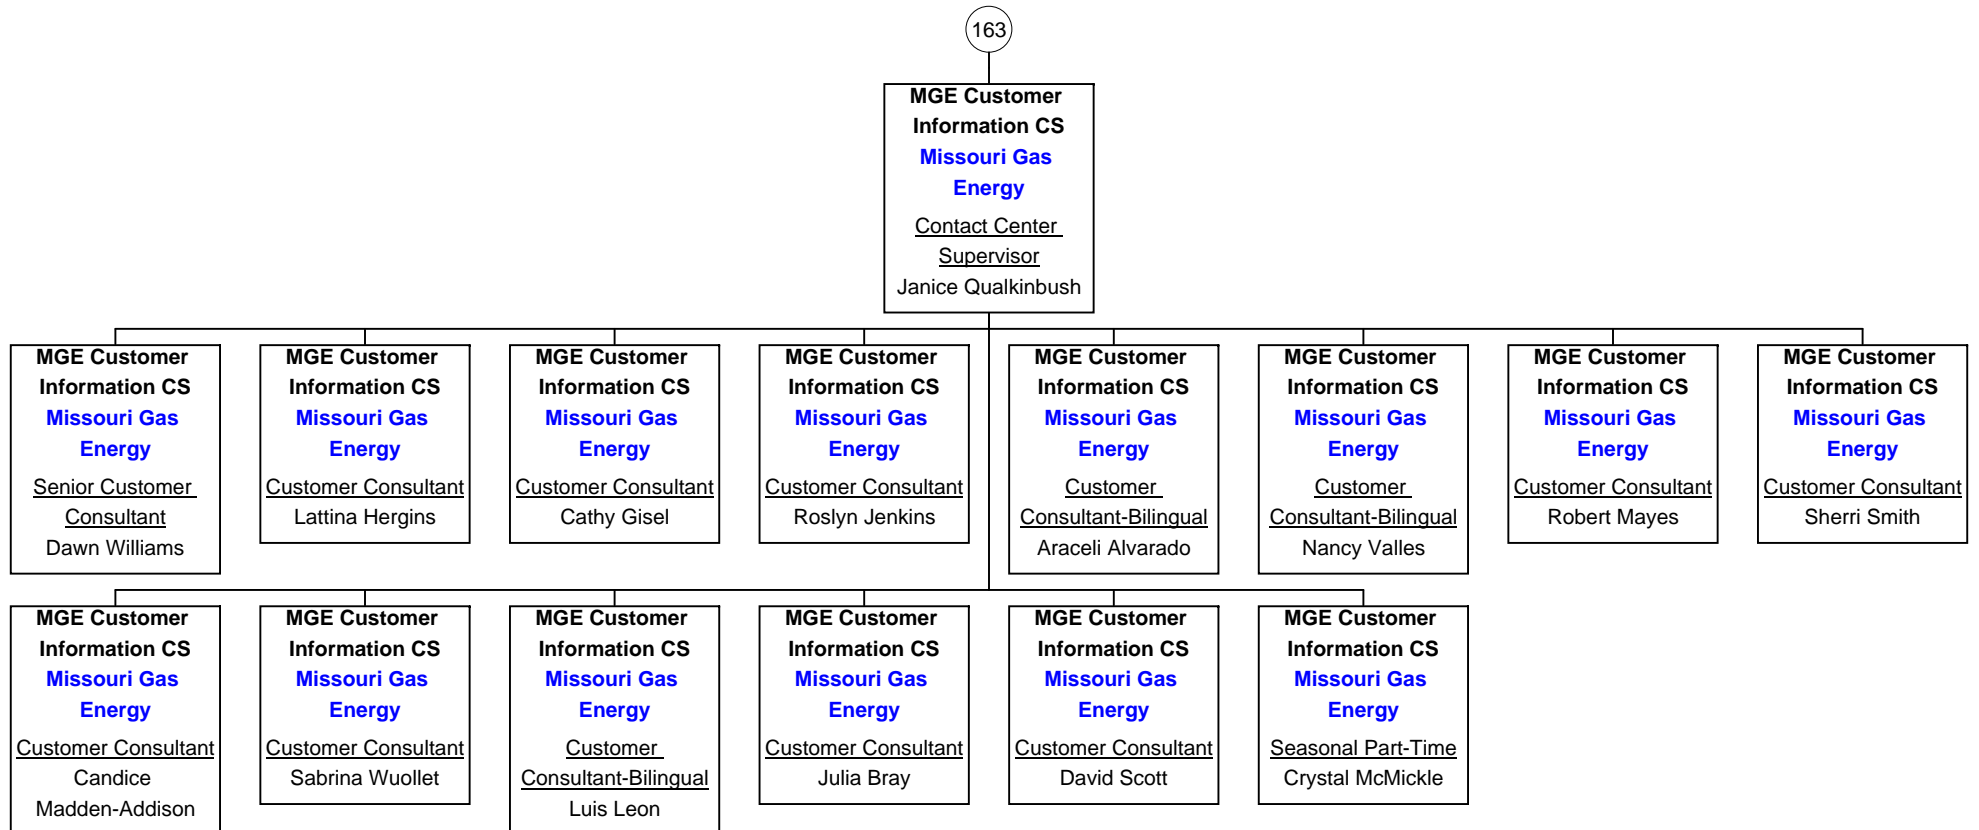 163
MGE Customer
Information CS
Missouri Gas
Energy
Contact Center
Supervisor
Janice Qualkinbush
MGE Customer
Information CS
Missouri Gas
Energy
Senior Customer
Consultant
Dawn Williams
MGE Customer
Information CS
Missouri Gas
Energy
Customer Consultant
Lattina Hergins
MGE Customer
Information CS
Missouri Gas
Energy
Customer Consultant
Cathy Gisel
MGE Customer
Information CS
Missouri Gas
Energy
Customer Consultant
Roslyn Jenkins
MGE Customer
Information CS
Missouri Gas
Energy
Customer
Consultant-Bilingual
Araceli Alvarado
MGE Customer
Information CS
Missouri Gas
Energy
Customer
Consultant-Bilingual
Nancy Valles
MGE Customer
Information CS
Missouri Gas
Energy
Customer Consultant
Robert Mayes
MGE Customer
Information CS
Missouri Gas
Energy
Customer Consultant
Sherri Smith
MGE Customer
Information CS
Missouri Gas
Energy
Customer Consultant
Candice
Madden-Addison
MGE Customer
Information CS
Missouri Gas
Energy
Customer Consultant
Sabrina Wuollet
MGE Customer
Information CS
Missouri Gas
Energy
Customer
Consultant-Bilingual
Luis Leon
MGE Customer
Information CS
Missouri Gas
Energy
Customer Consultant
Julia Bray
MGE Customer
Information CS
Missouri Gas
Energy
Customer Consultant
David Scott
MGE Customer
Information CS
Missouri Gas
Energy
Seasonal Part-Time
Crystal McMickle